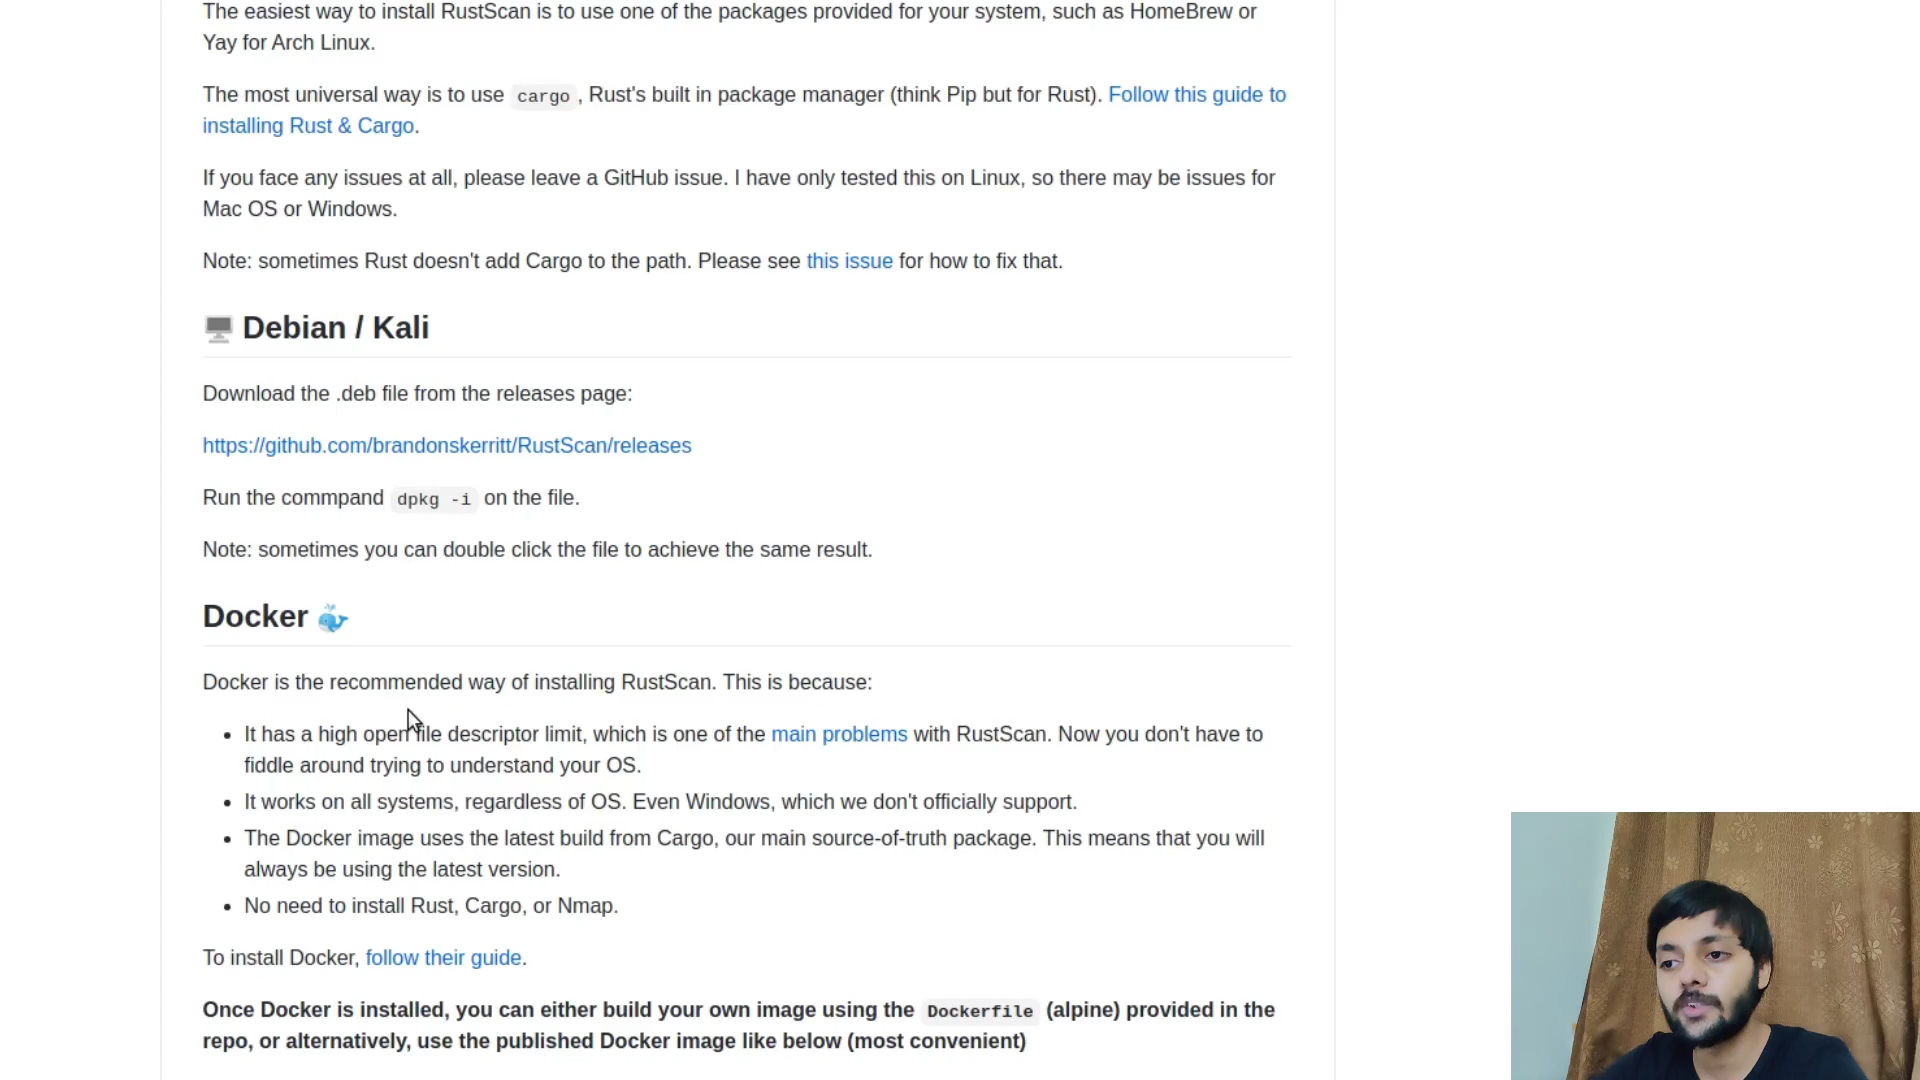 The easiest way to install RustScan is to use one of the packages provided for your system, such as HomeBrew or
Yay for Arch Linux.
The most universal way is to use cargo , Rust's built in package manager (think Pip but for Rust). Follow this guide to
installing Rust & Cargo.
If you face any issues at all, please leave a GitHub issue. I have only tested this on Linux, so there may be issues for
Mac OS or Windows.
Note: sometimes Rust doesn't add Cargo to the path. Please see this issue for how to fix that.
Debian / Kali
Download the .deb file from the releases page:
https://github.com/brandonskerritt/RustScan/releases
Run the commpand dpkg -i on the file.
Note: sometimes you can double click the file to achieve the same result.
Docker
Docker is the recommended way of installing RustScan. This is because:
• It has a high open file descriptor limit, which is one of the main problems with RustScan. Now you don't have to
fiddle around trying to understand your OS.
• It works on all systems, regardless of OS. Even Windows, which we don't officially support.
• The Docker image uses the latest build from Cargo, our main source-of-truth package. This means that you will
always be using the latest version.
• No need to install Rust, Cargo, or Nmap.
To install Docker, follow their guide.
Once Docker is installed, you can either build your own image using the Dockerfile (alpine) provided in the
repo, or alternatively, use the published Docker image like below (most convenient)